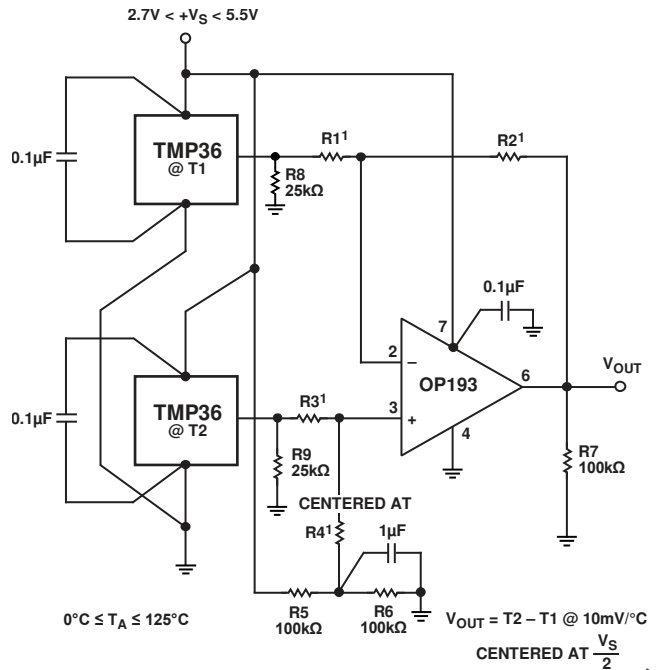 2.7V < +VS < 5.5V
0.1µF
TMP36
@ T1
R1¹
R2¹
R8
25kΩ
0.1µF
7
2
−
OP193
6
VOUT
3
+
4
0.1µF
TMP36
@ T2
R3¹
R9
25kΩ
R7
100kΩ
CENTERED AT
R4¹
1µF
0°C ≤ TA ≤ 125°C
R5
100kΩ
R6
100kΩ
VOUT = T2 – T1 @ 10mV/°C
CENTERED AT VS/2